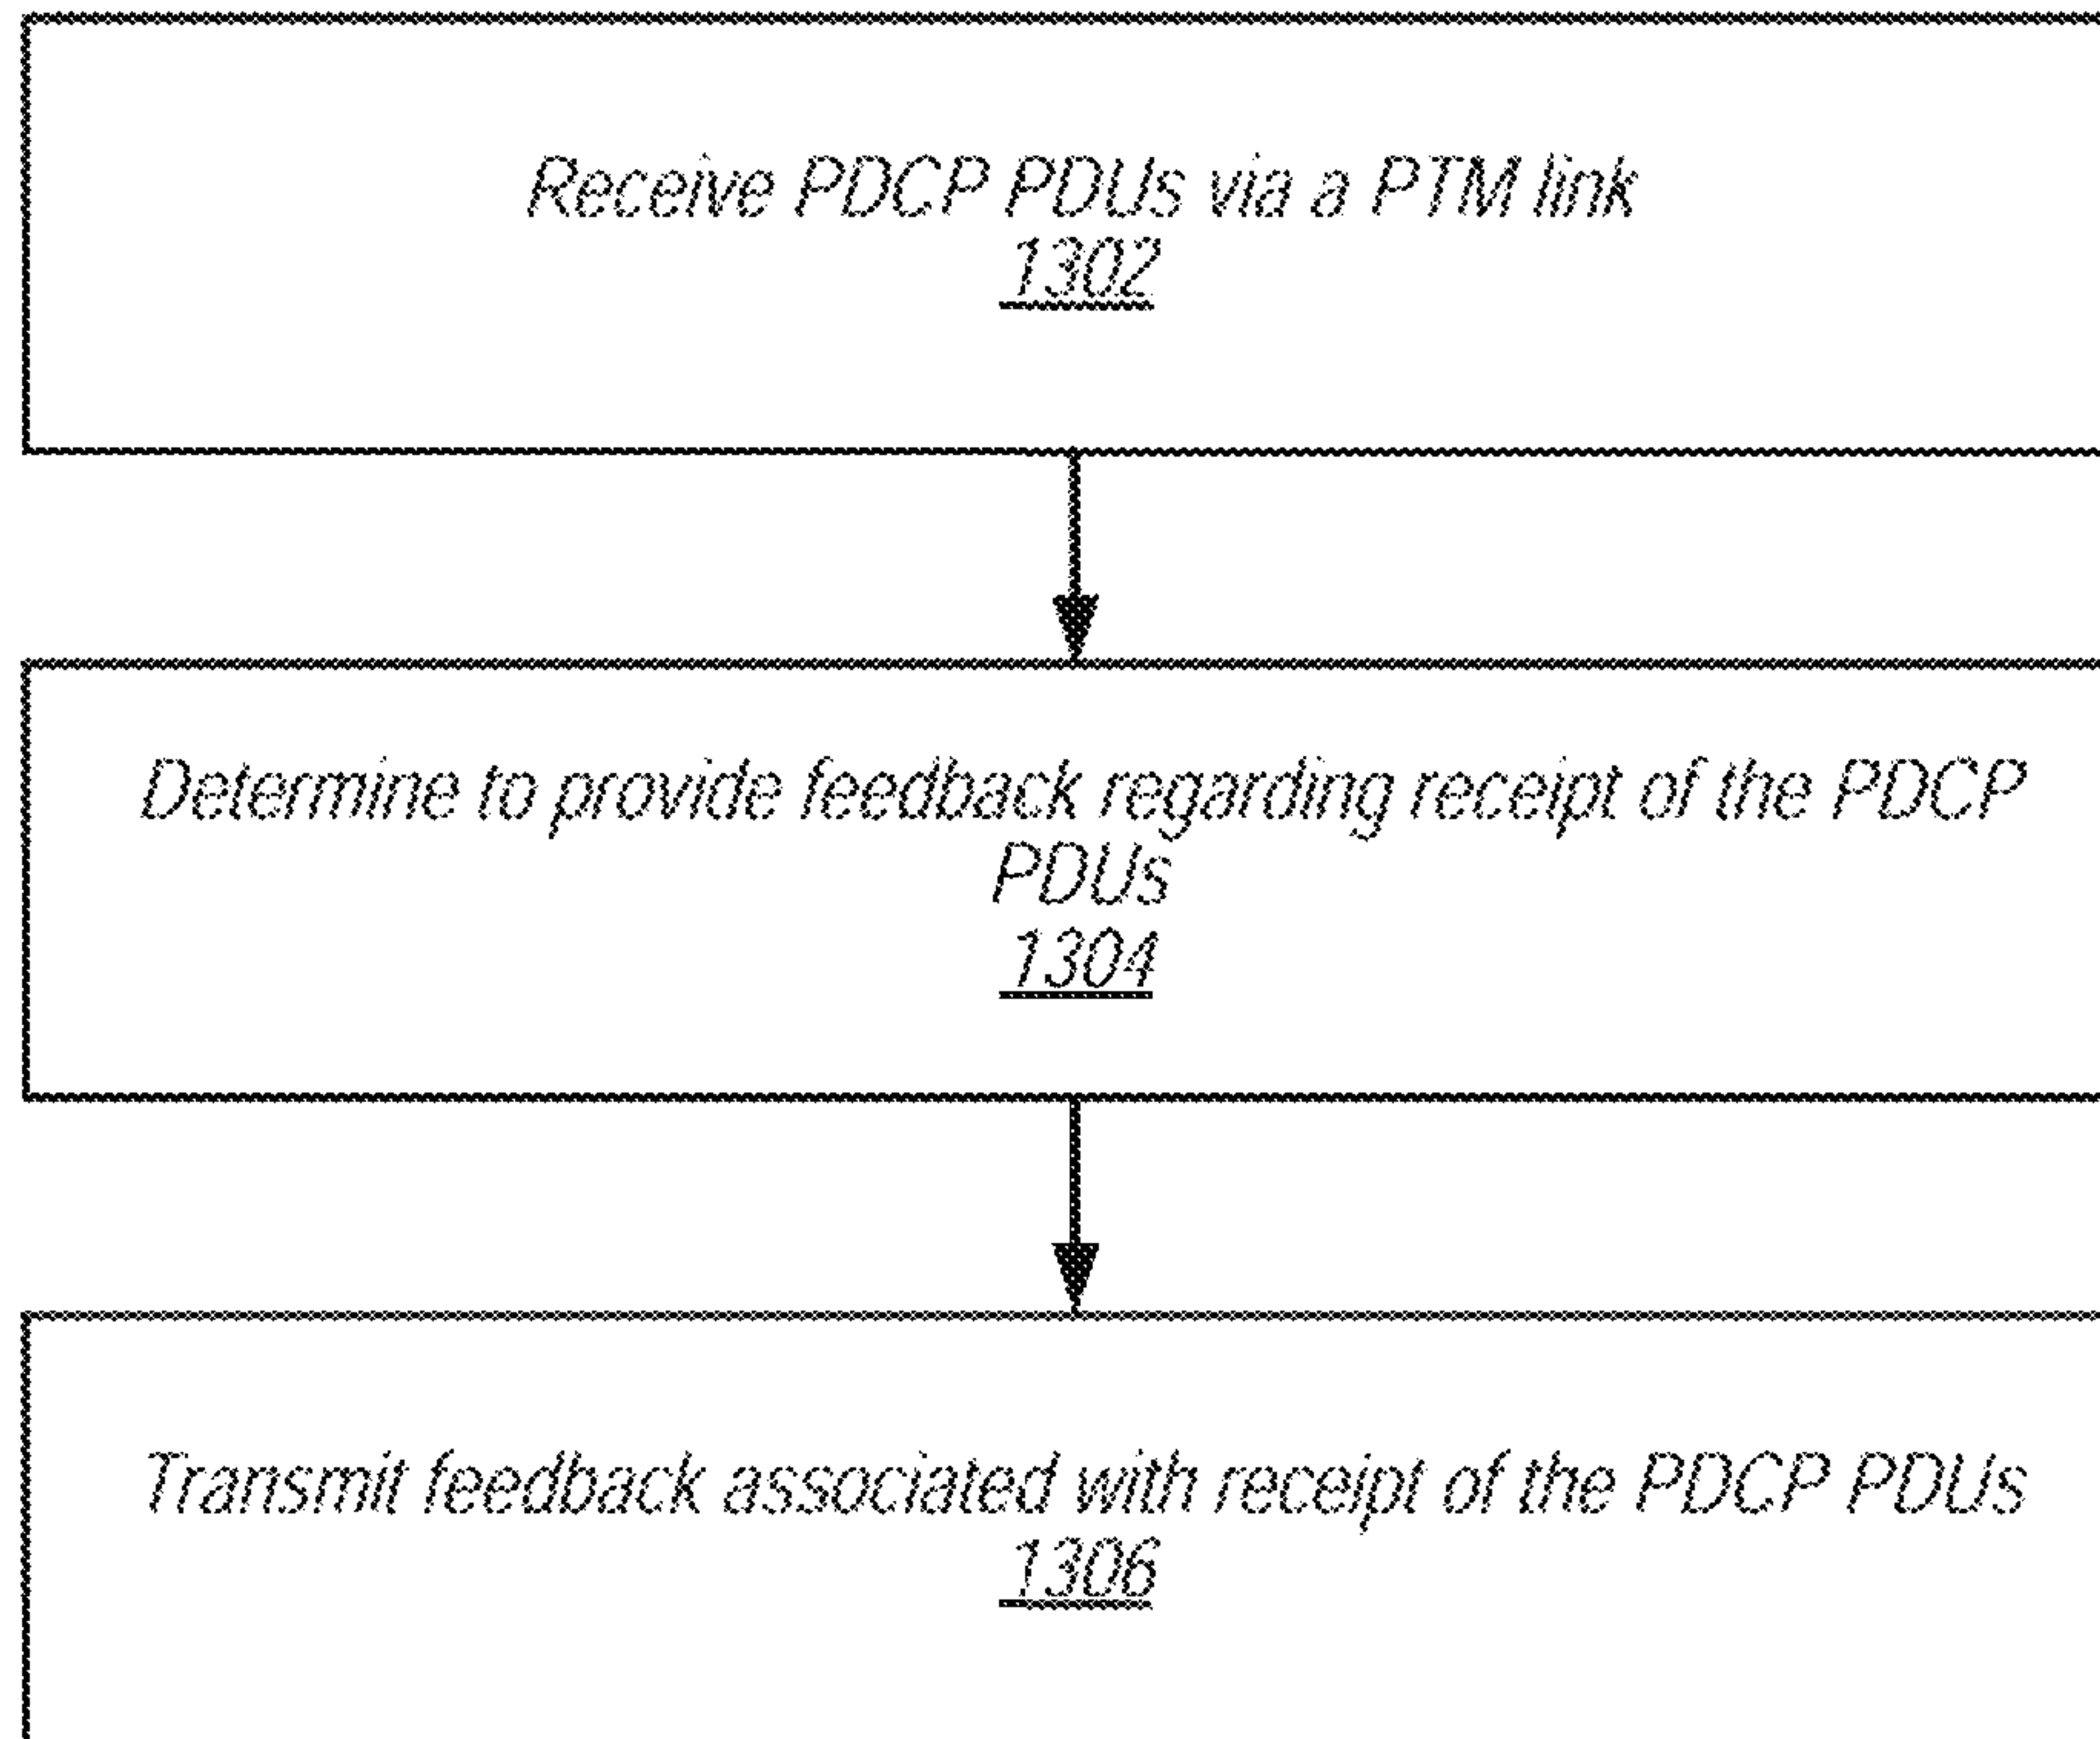 Receive PDCP PDUs via a PTM link
1302
Determine to provide feedback regarding receipt of the PDCP
PDUs
1304
Transmit feedback associated with receipt of the PDCP PDUs
1306